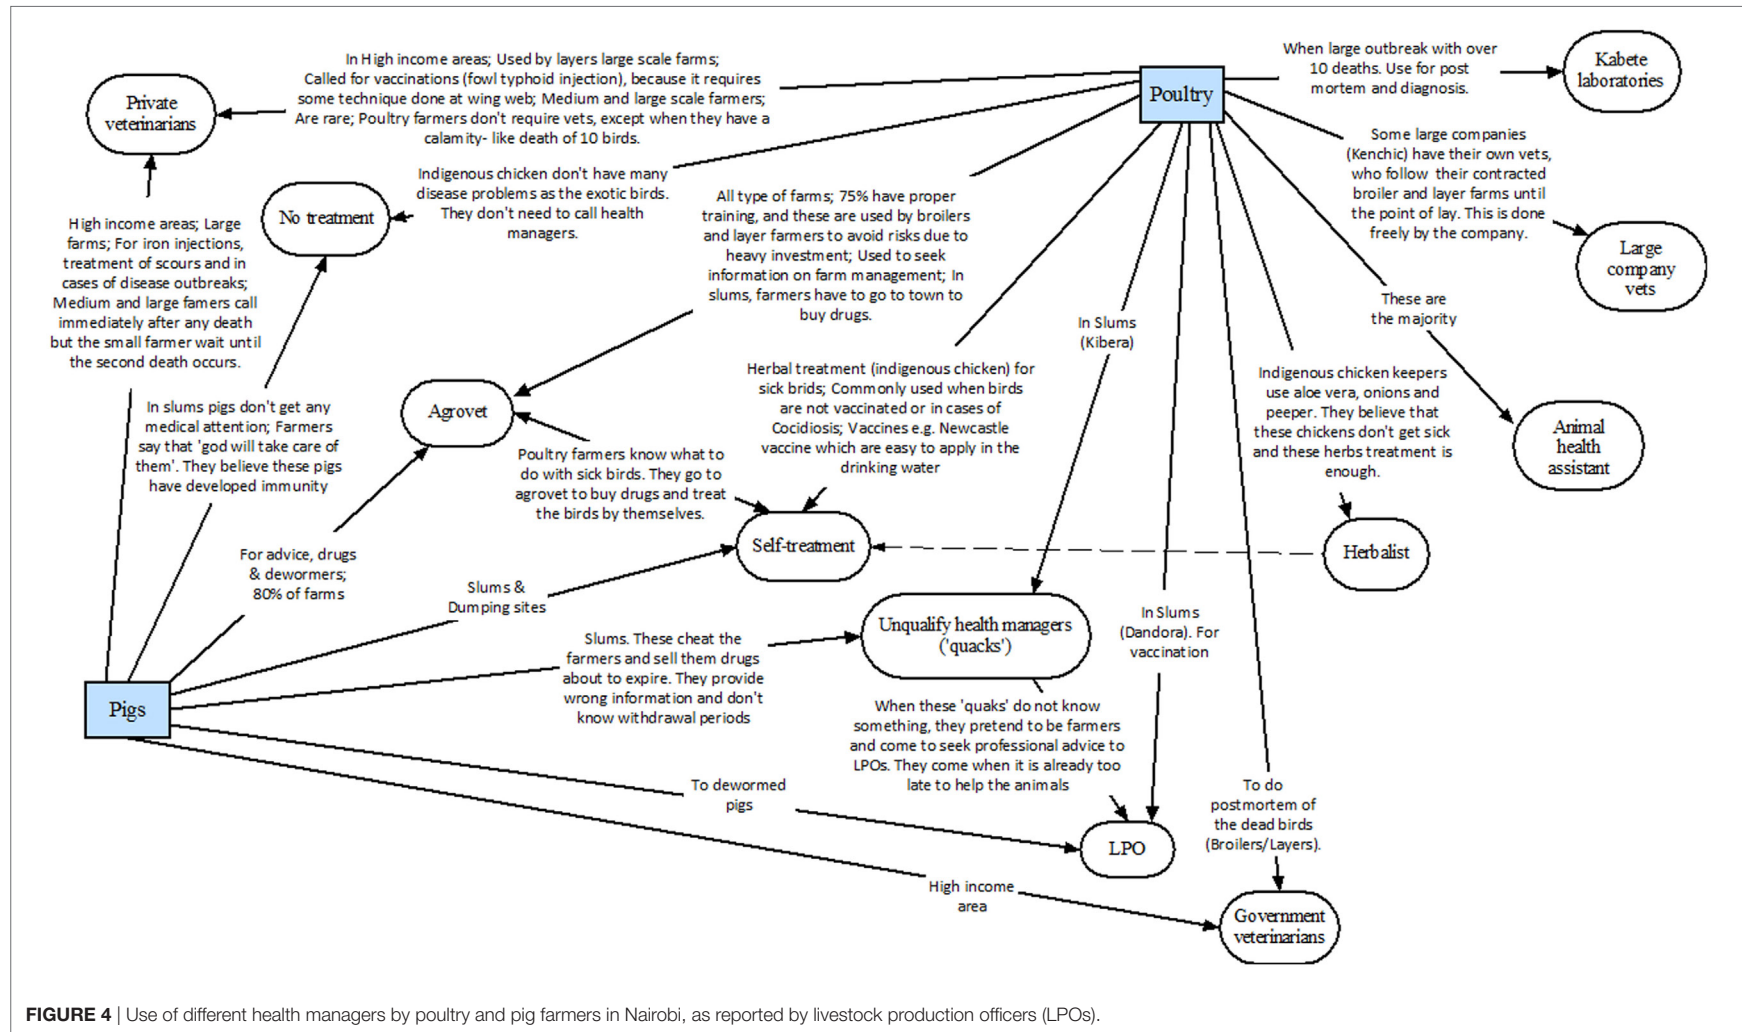 In High income areas; Used by layers large scale farms;
Called for vaccinations (fowl typhoid injection), because it requires
some technique done at wing web; Medium and large scale farmers;
Are rare; Poultry farmers don't require vets, except when they have a
calamity- like death of 10 birds.
Poultry
When large outbreak with over
10 deaths. Use for post
mortem and diagnosis.
Kabete
laboratories
Private
veterinarians
Some large companies
(Kenchic) have their own vets,
who follow their contracted
broiler and layer farms until
the point of lay. This is done
freely by the company.
Large
company
vets
Indigenous chicken don't have many
disease problems as the exotic birds.
They don't need to call health
managers.
No treatment
High income areas; Large
farms; For iron injections,
treatment of scours and in
cases of disease outbreaks;
Medium and large famers call
immediately after any death
but the small farmer wait until
the second death occurs.
All type of farms; 75% have proper
training, and these are used by broilers
and layer farmers to avoid risks due to
heavy investment; Used to seek
information on farm management; In
slums, farmers have to go to town to
buy drugs.
In Slums
(Kibera)
These are
the majority
Herbal treatment (indigenous chicken) for
sick brids; Commonly used when birds
are not vaccinated or in cases of
Cocidiosis; Vaccines e.g. Newcastle
vaccine which are easy to apply in the
drinking water
Indigenous chicken keepers
use aloe vera, onions and
peeper. They believe that
these chickens don't get sick
and these herbs treatment is
enough.
Agrovet
Animal
health
assistant
In slums pigs don't get any
medical attention; Farmers
say that 'god will take care of
them'. They believe these pigs
have developed immunity
Poultry farmers know what to
do with sick birds. They go to
agrovet to buy drugs and treat
the birds by themselves.
Self-treatment
Herbalist
For advice, drugs
& dewormers;
80% of farms
Slums &
Dumping sites
Unqualify health managers
('quacks')
In Slums
(Dandora). For
vaccination
Slums. These cheat the
farmers and sell them drugs
about to expire. They provide
wrong information and don't
know withdrawal periods
Pigs
When these 'quaks' do not know
something, they pretend to be farmers
and come to seek professional advice to
LPOs. They come when it is already too
late to help the animals
To dewormed
pigs
To do
postmortem of
the dead birds
(Broilers/Layers).
LPO
High income
area
Government
veterinarians
FIGURE 4 | Use of different health managers by poultry and pig farmers in Nairobi, as reported by livestock production officers (LPOs).